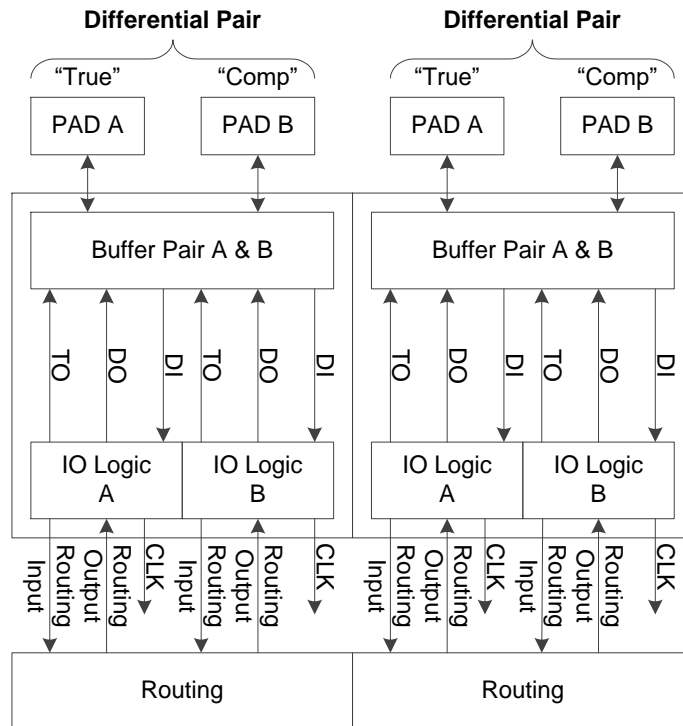 Differential Pair
Differential Pair
“True”
“Comp”
“True”
“Comp”
PAD A
PAD B
PAD A
PAD B
Buffer Pair A & B
Buffer Pair A & B
TO
DO
DI
TO
DO
DI
TO
DO
DI
TO
DO
DI
IO Logic
A
IO Logic
B
IO Logic
A
IO Logic
B
Routing
Input
Routing
Output
CLK
Routing
Input
Routing
Output
CLK
Routing
Input
Routing
Output
CLK
Routing
Input
Routing
Output
CLK
Routing
Routing